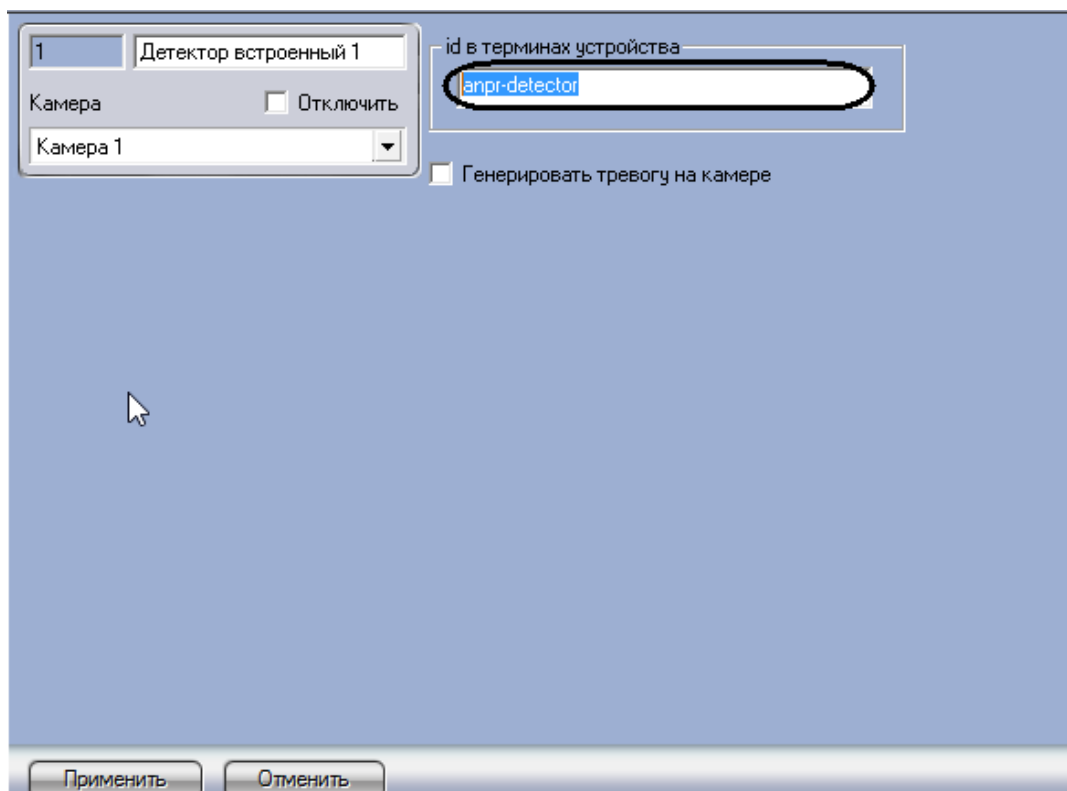 1
Детектор встроенный 1
Камера
Отключить
Камера 1
id в терминах устройства
anpr-detector
Генерировать тревогу на камере
Применить
Отменить